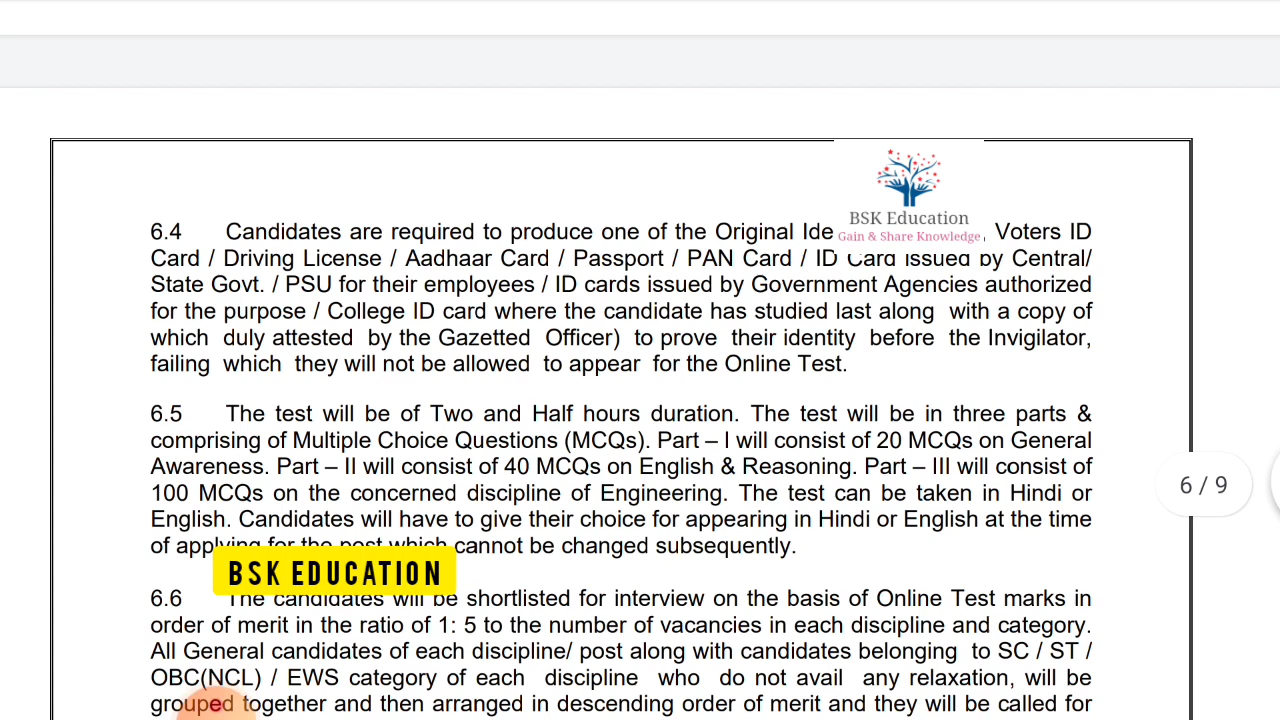 BSK Education
Gain & Share Knowledge
6.4 Candidates are required to produce one of the Original , Voters ID
Card / Driving License / Aadhaar Card / Passport / PAN Card / ID Card issued by Central/
State Govt. / PSU for their employees / ID cards issued by Government Agencies authorized
for the purpose / College ID card where the candidate has studied last along with a copy of
which duly attested by the Gazetted Officer) to prove their identity before the Invigilator,
failing which they will not be allowed to appear for the Online Test.
6.5 The test will be of Two and Half hours duration. The test will be in three parts &
comprising of Multiple Choice Questions (MCQs). Part – I will consist of 20 MCQs on General
Awareness. Part – II will consist of 40 MCQs on English & Reasoning. Part – III will consist of
100 MCQs on the concerned discipline of Engineering. The test can be taken in Hindi or
English. Candidates will have to give their choice for appearing in Hindi or English at the time
of applying for the post which cannot be changed subsequently.
6 / 9
BSK EDUCATION
6.6 The candidates will be shortlisted for interview on the basis of Online Test marks in
order of merit in the ratio of 1: 5 to the number of vacancies in each discipline and category.
All General candidates of each discipline/ post along with candidates belonging to SC / ST /
OBC(NCL) / EWS category of each discipline who do not avail any relaxation, will be
grouped together and then arranged in descending order of merit and they will be called for